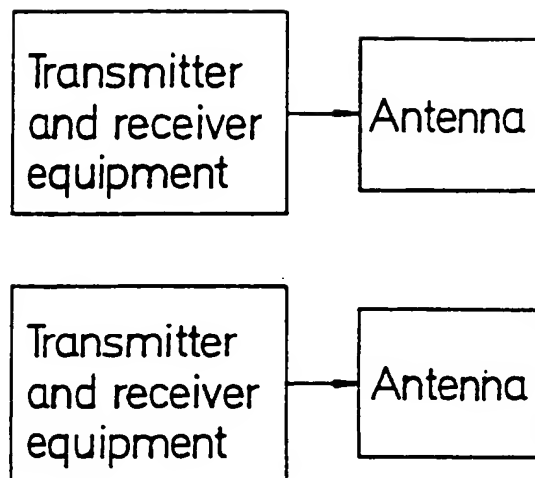 Transmitter
and receiver
equipment
Antenna
Transmitter
and receiver
equipment
Antenna